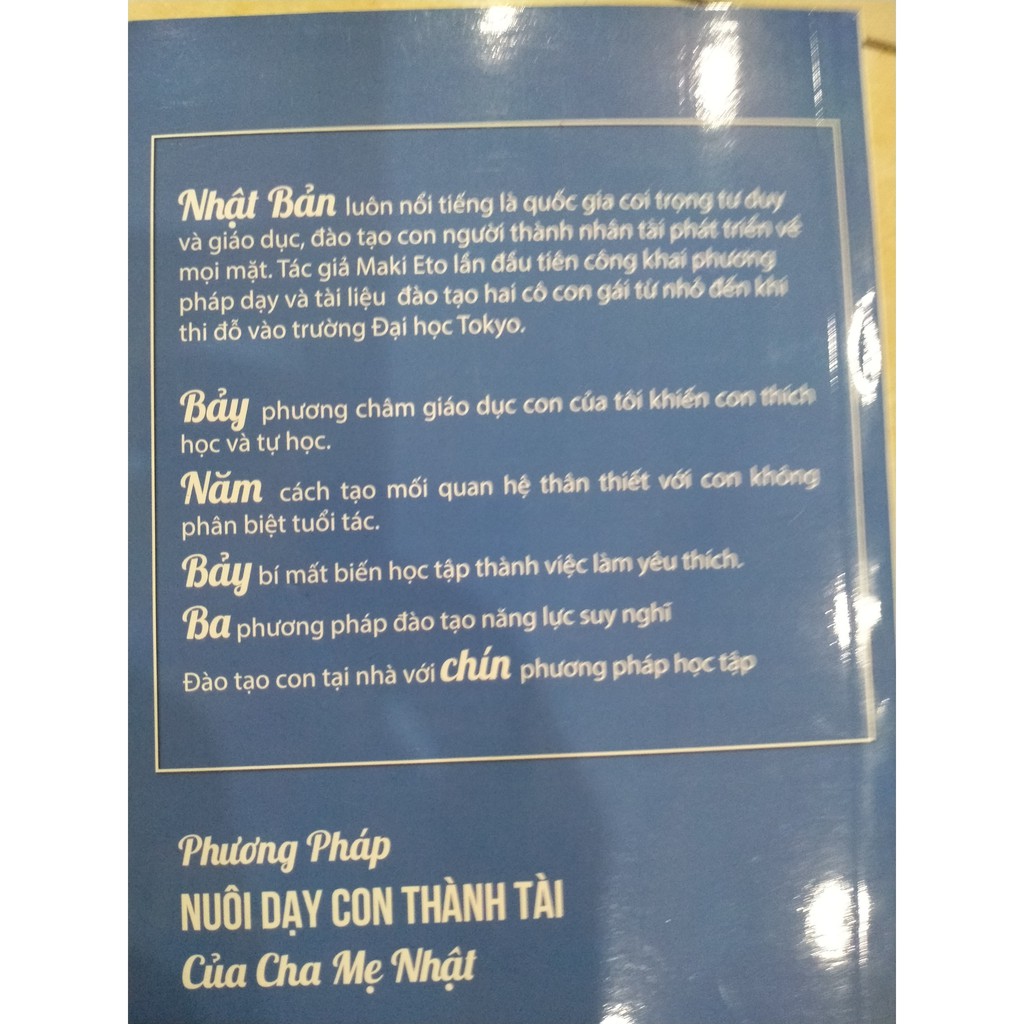 Nhật Bản luôn nổi tiếng là quốc gia coi trọng tư duy
và giáo dục, đào tạo con người thành nhân tài phát triển về
mọi mặt. Tác giả Maki Eto lần đầu tiên công khai phương
pháp dạy và tài liệu đào tạo hai cô con gái từ nhỏ đến khi
thi đỗ vào trường Đại học Tokyo.
Bảy phương châm giáo dục con của tôi khiến con thích
học và tự học.
Năm cách tạo mối quan hệ thân thiết với con không
phân biệt tuổi tác.
Bảy bí mất biến học tập thành việc làm yêu thích.
Ba phương pháp đào tạo năng lực suy nghĩ
Đào tạo con tại nhà với chín phương pháp học tập
Phương Pháp
NUÔI DẠY CON THÀNH TÀI
Của Cha Mẹ Nhật